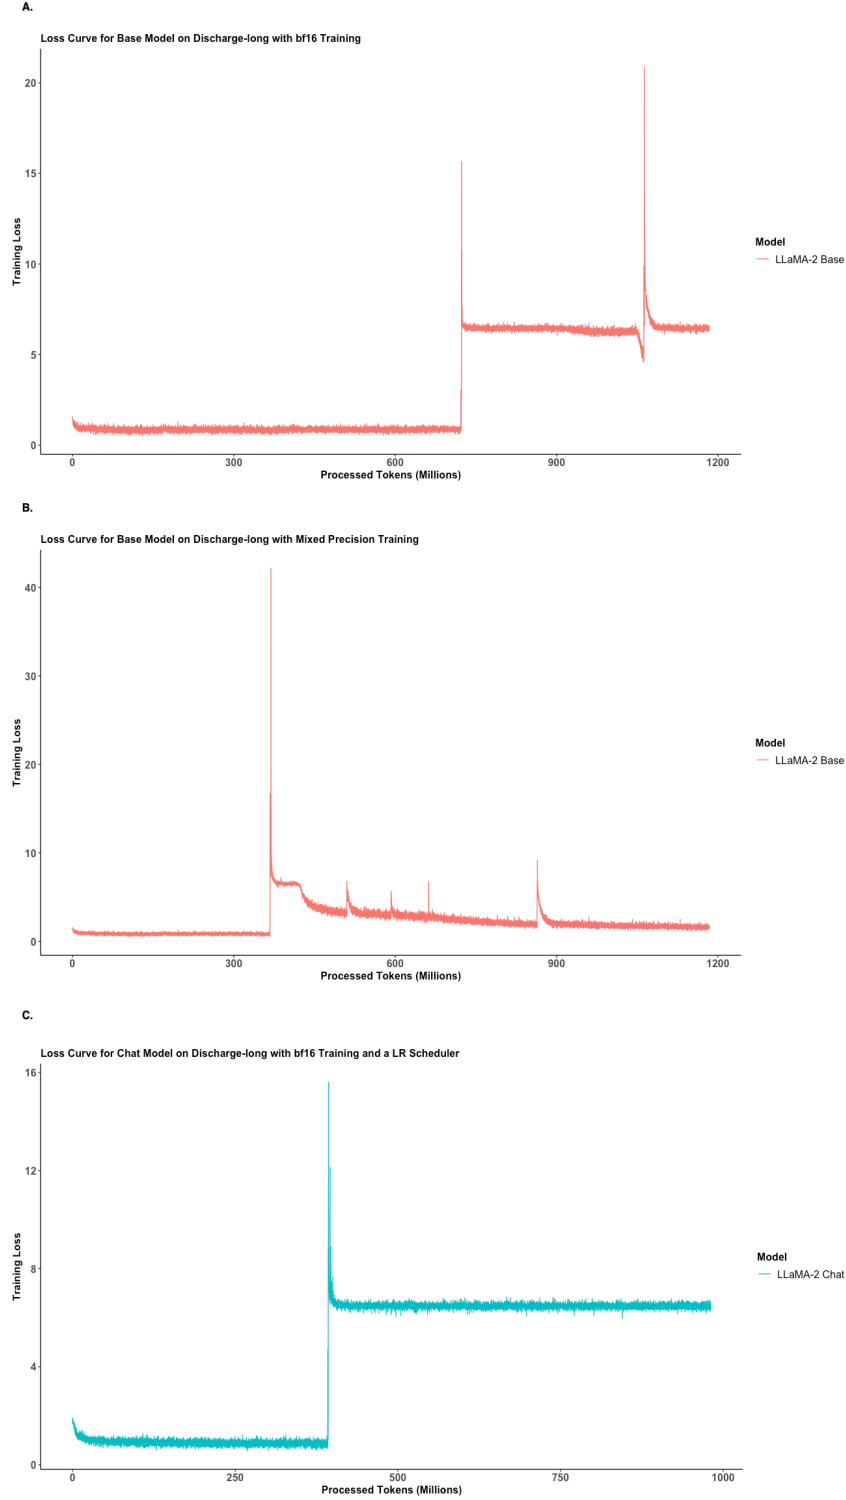 A.
Loss Curve for Base Model on Discharge-long with bf16 Training
20
15
10
5
0
Training Loss
0 300 600 900 1200
Processed Tokens (Millions)
Model
LLaMA-2 Base
B.
Loss Curve for Base Model on Discharge-long with Mixed Precision Training
40
30
20
10
0
Training Loss
0 300 600 900 1200
Processed Tokens (Millions)
Model
LLaMA-2 Base
C.
Loss Curve for Chat Model on Discharge-long with bf16 Training and a LR Scheduler
16
12
8
4
0
Training Loss
0 250 500 750 1000
Processed Tokens (Millions)
Model
LLaMA-2 Chat